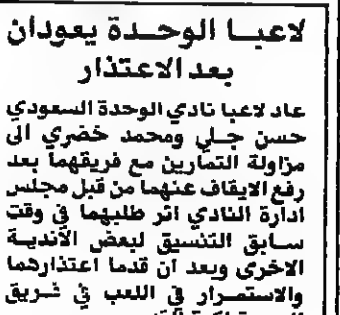 لاعبا الوحدة يعودان
بعد الاعتذار
عاد لاعبا نادي الوحدة السعودي
حسن جلي ومحمد خضري الى
مزاولة التمارين مع فريقهما بعد
رفع الايقاف عنهما من قبل مجلس
ادارة النادي اثر طلبهما في وقت
سابق التنسيق لبعض الأندية
الاخرى وبعد ان قدما اعتذارهما
والاستمرار في اللعب في فريق